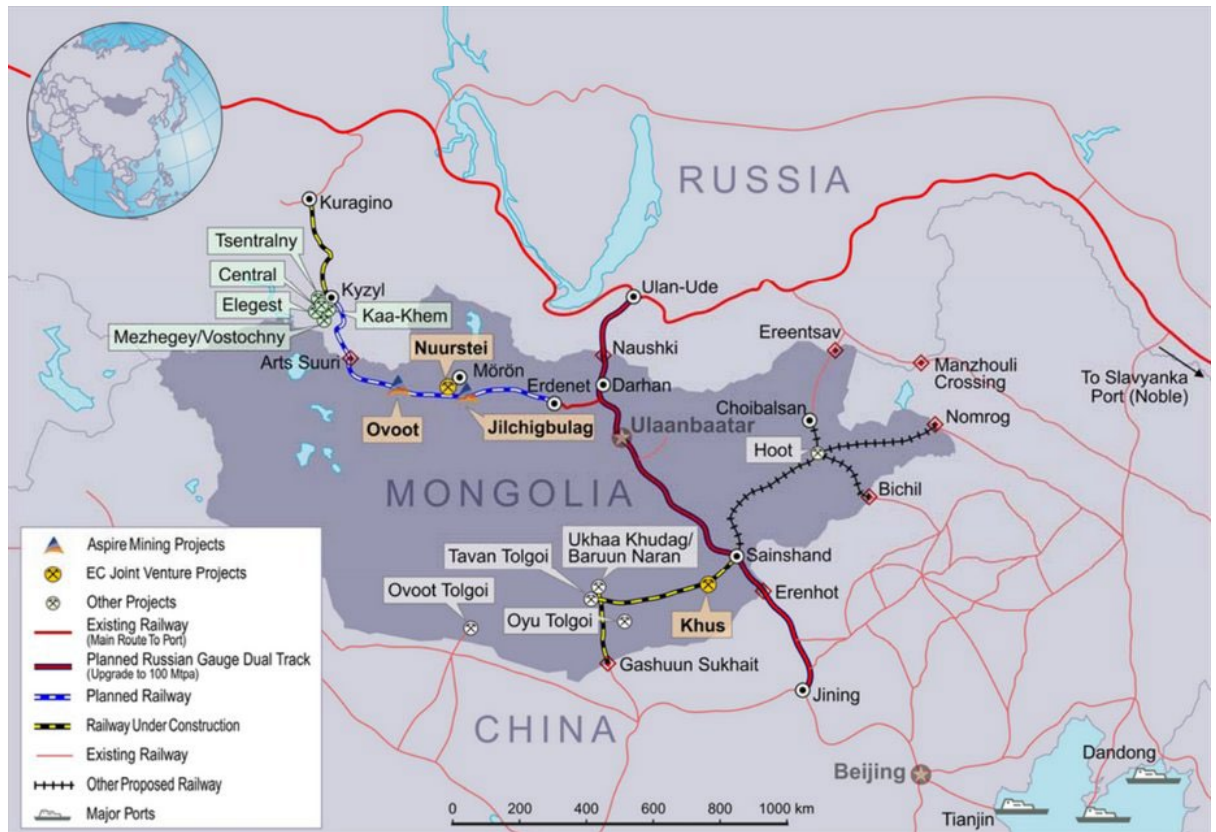 RUSSIA
Kuragino
Tsentralny
Central
Kyzyl
Elegest
Kaa-Khem
Mezhegey/Vostochny
Ulan-Ude
Ereentsav
Arts Suuri
Nuurstei
Mörön
Naushki
Manzhouli
Crossing
Erdenet
Darhan
To Slavyanka
Port (Noble)
Choibalsan
Nomrog
Ovoot
Jilchigbulag
Ulaanbaatar
Hoot
MONGOLIA
Bichil
Ukhaa Khudag/
Baruun Naran
Tavan Tolgoi
Sainshand
Ovoot Tolgoi
Erenhot
Oyu Tolgoi
Khus
Gashuun Sukhait
Jining
CHINA
Beijing
Dandong
Tianjin
Aspire Mining Projects
EC Joint Venture Projects
Other Projects
Existing Railway
(Main Route To Port)
Planned Russian Gauge Dual Track
(Upgrade to 100 Mtpa)
Planned Railway
Railway Under Construction
Existing Railway
Other Proposed Railway
Major Ports
0 200 400 600 800 1000 km